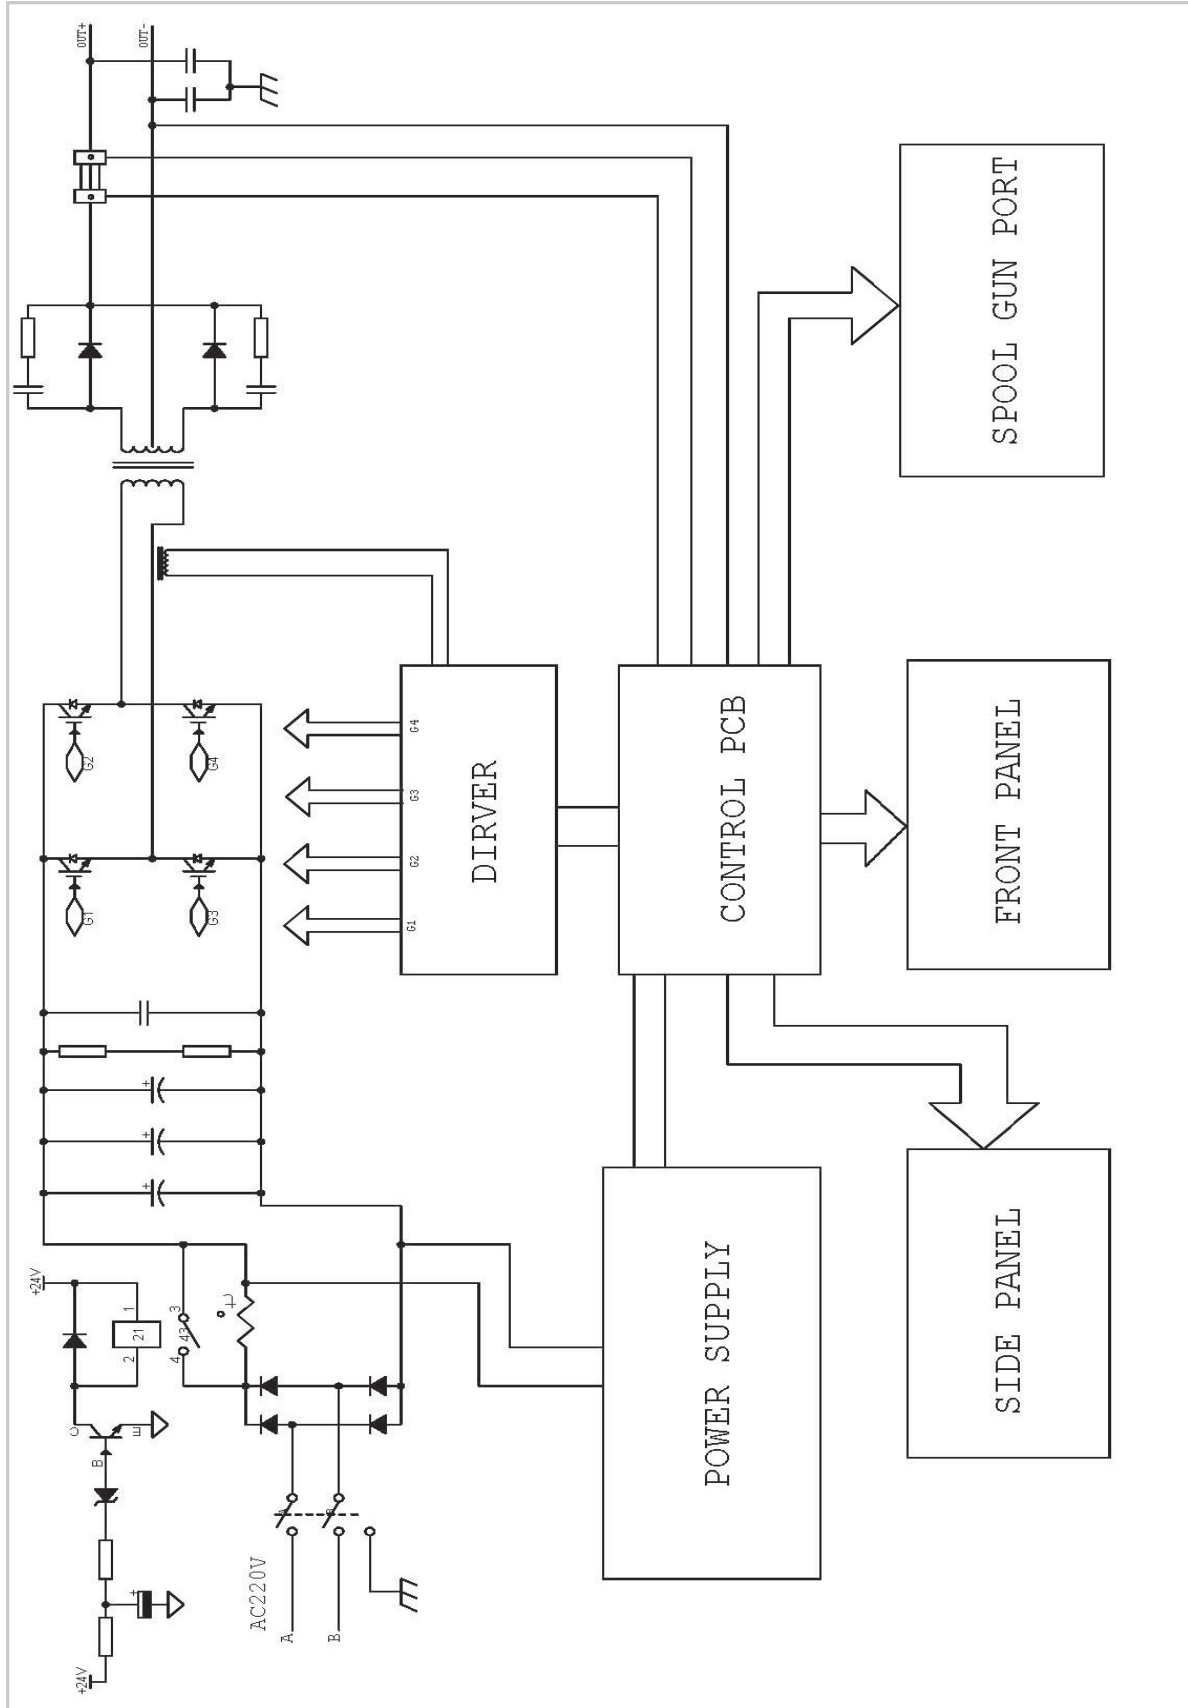 OUT+
OUT-
SPOOL GUN PORT
G2
G4
G1
G3
G4
G3
G2
G1
DIRVER
CONTROL PCB
FRONT PANEL
+
+
+
+24V
1
21
2
3
43
4
C
E
B
+
+24V
A
B
AC220V
A
B
POWER SUPPLY
SIDE PANEL